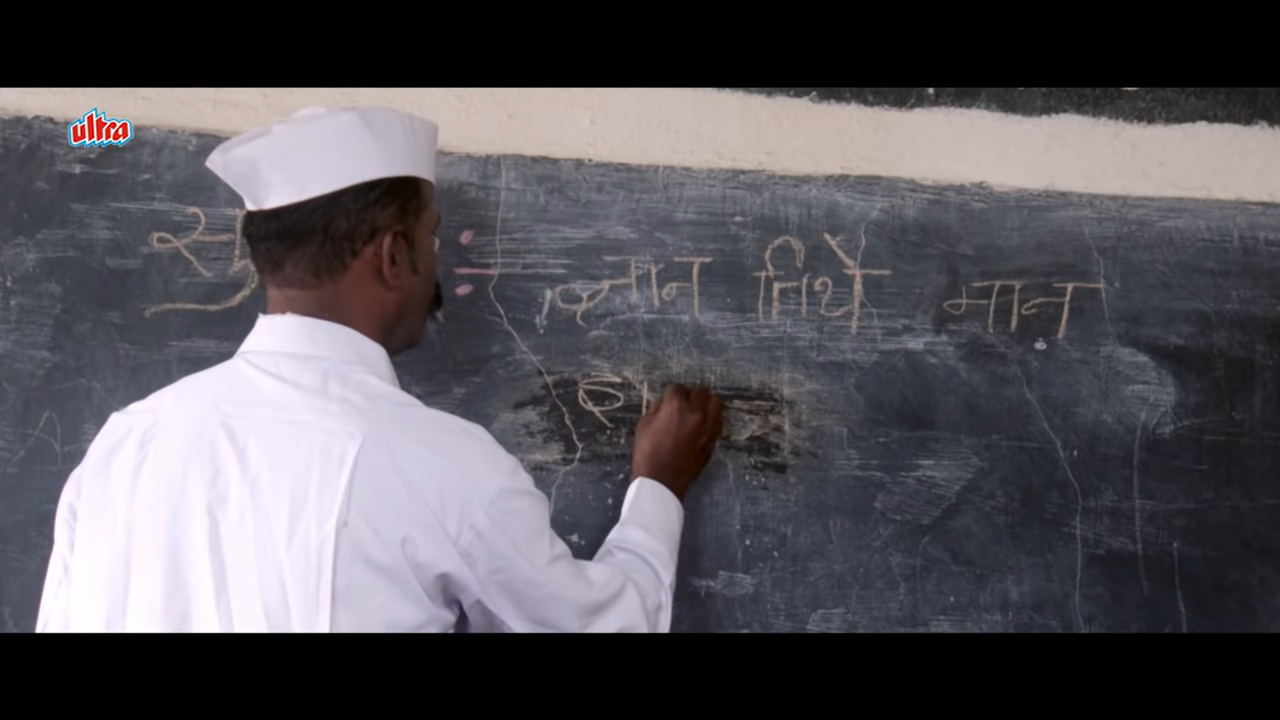 ultra
सु :- ज्ञान तिथे मान